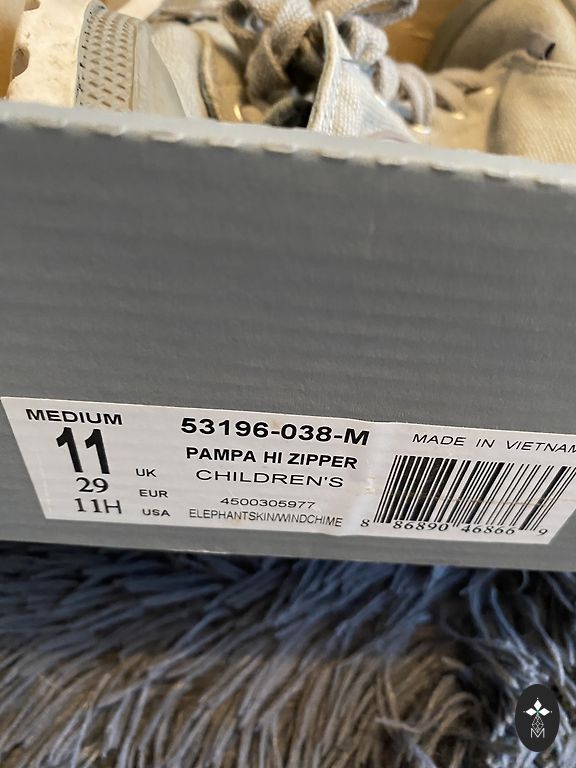 MEDIUM
11 UK
29 EUR
11H USA
53196-038-M
PAMPA HI ZIPPER
CHILDREN'S
4500305977
ELEPHANTSKIN/WINDCHIME
MADE IN VIETNAM
8 86890 46866 9
M